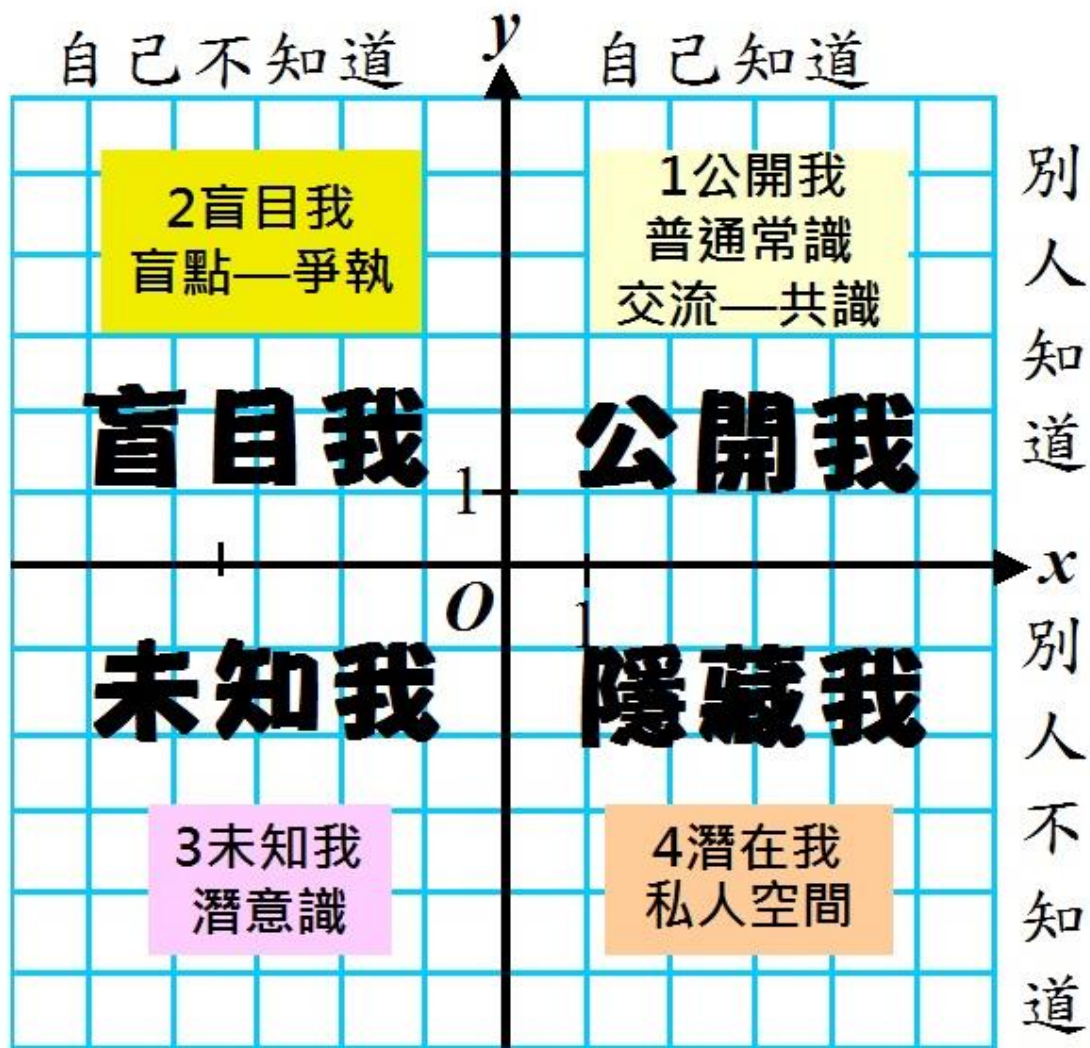 自己不知道
y
自己知道
2盲目我
盲點—爭執
1公開我
普通常識
交流—共識
別人知道
盲目我
公開我
1
x
O
1
未知我
隱藏我
別人不知道
3未知我
潛意識
4潛在我
私人空間